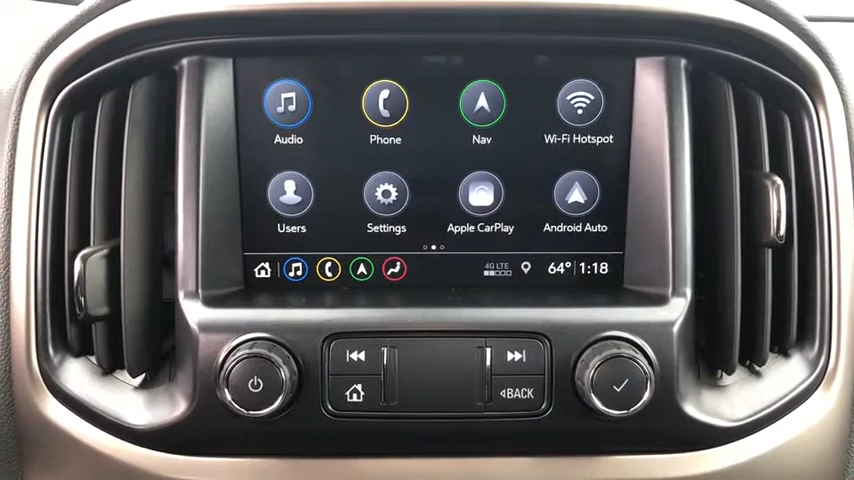 Audio
Phone
Nav
Wi-Fi Hotspot
Users
Settings
Apple CarPlay
Android Auto
4G LTE
64° 1:18
BACK